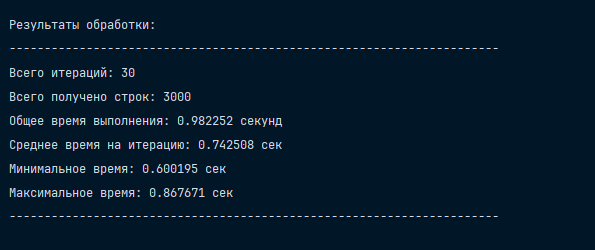 Результаты обработки:
----------------------------------------------------------------------
Всего итераций: 30
Всего получено строк: 3000
Общее время выполнения: 0.982252 секунд
Среднее время на итерацию: 0.742508 сек
Минимальное время: 0.600195 сек
Максимальное время: 0.867671 сек
----------------------------------------------------------------------